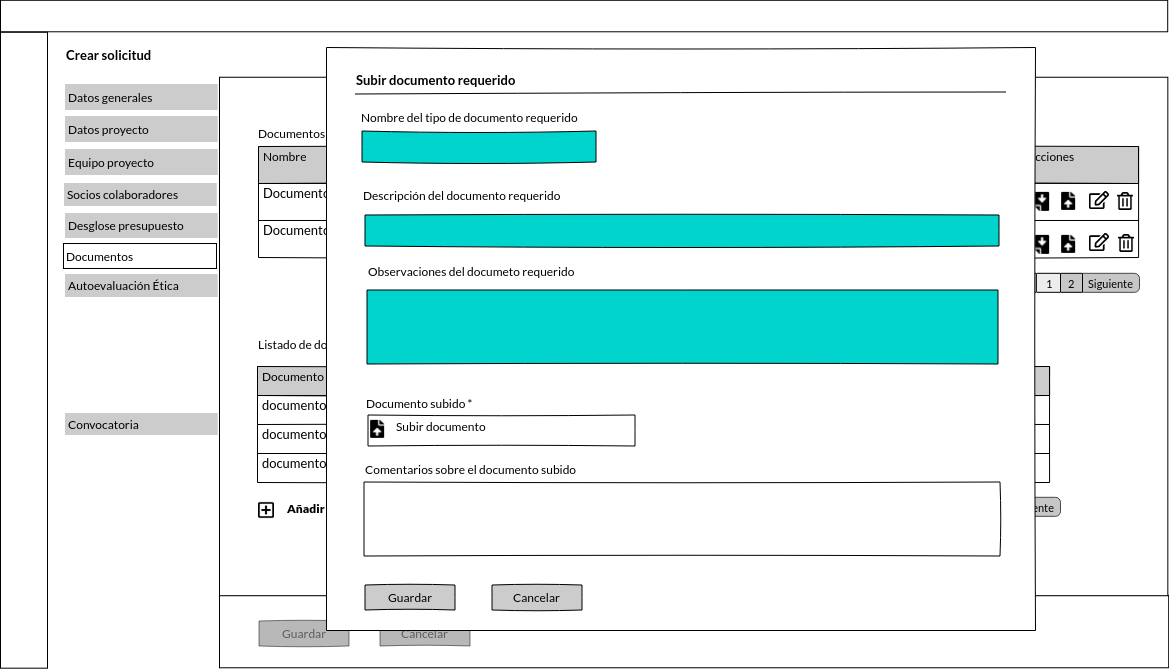 Crear solicitud
Datos generales
Datos proyecto
Equipo proyecto
Socios colaboradores
Desglose presupuesto
Documentos
Autoevaluación Ética
Convocatoria
Documentos
Nombre
Documento
Documento
cciones
1 2 Siguiente
Listado de do
Documento
documento
documento
documento
Añadir
ente
Guardar Cancelar
Subir documento requerido
Nombre del tipo de documento requerido
Descripción del documento requerido
Observaciones del documeto requerido
Documento subido *
Subir documento
Comentarios sobre el documento subido
Guardar Cancelar